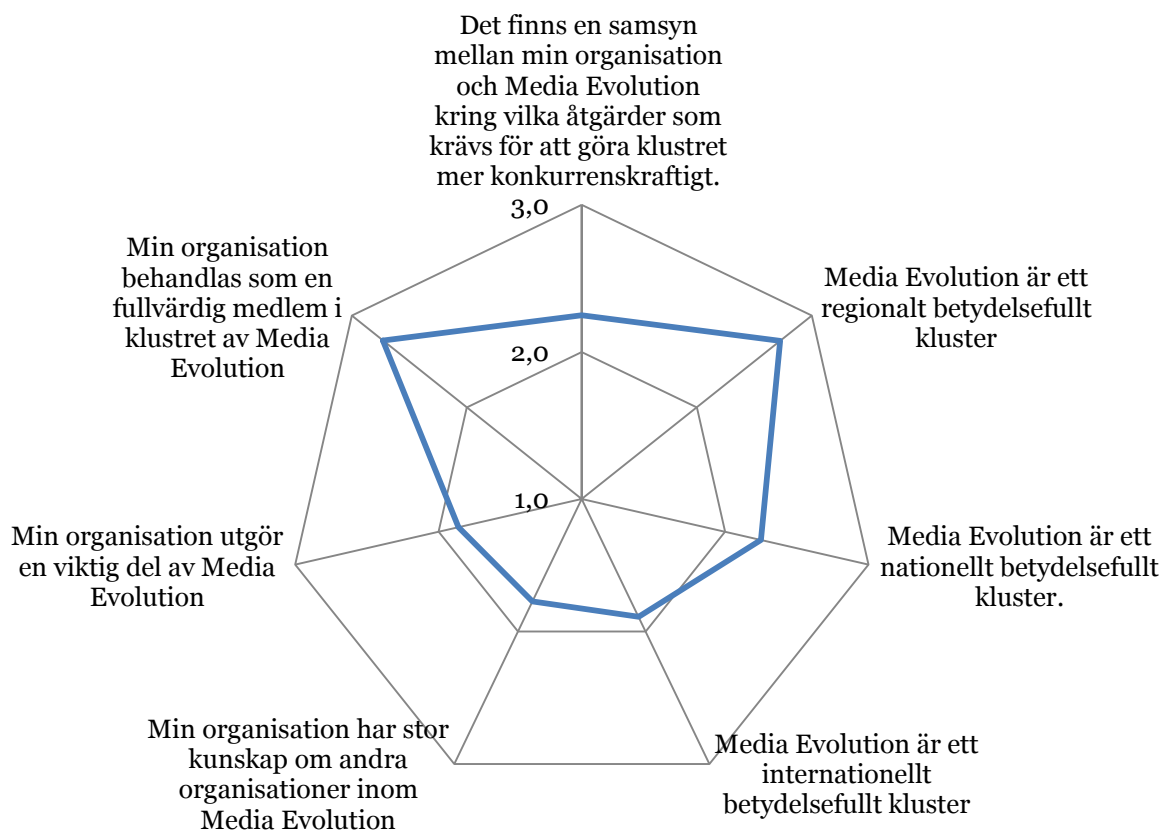 Det finns en samsyn
mellan min organisation
och Media Evolution
kring vilka åtgärder som
krävs för att göra klustret
mer konkurrenskraftigt.
3,0
2,0
1,0
Media Evolution är ett
regionalt betydelsefullt
kluster
Media Evolution är ett
nationellt betydelsefullt
kluster.
Media Evolution är ett
internationellt
betydelsefullt kluster
Min organisation har stor
kunskap om andra
organisationer inom
Media Evolution
Min organisation utgör
en viktig del av Media
Evolution
Min organisation
behandlas som en
fullvärdig medlem i
klustret av Media
Evolution